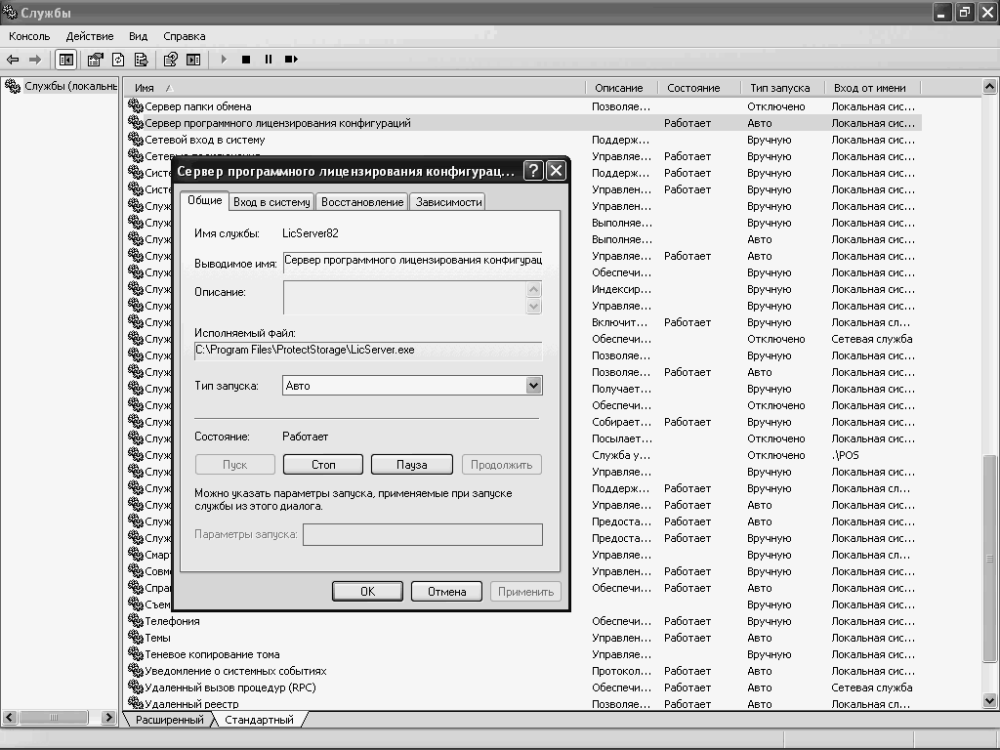 Службы
Консоль Действие Вид Справка
Службы (локальны
Имя Описание Состояние Тип запуска Вход от имени
Сервер папки обмена Позволяе... Отключено Локальная сис...
Сервер программного лицензирования конфигураций Работает Авто Локальная сис...
Сетевой вход в систему Поддерж... Вручную Локальная сис...
Сетевые подключения Управляе... Работает Вручную Локальная сис...
Систе Поддерж... Работает Вручную Локальная сис...
Систе Управлен... Работает Вручную Локальная сис...
Служ Управлен... Вручную Локальная сис...
Служ Выполняе... Вручную Локальная сис...
Служ Выполняе... Авто Локальная сис...
Служ Управляе... Работает Авто Локальная сис...
Служ Обеспечи... Вручную Локальная сис...
Служ Индексир... Вручную Локальная сис...
Служ Управляе... Вручную Локальная сис...
Служ Включит... Работает Вручную Локальная сл...
Служ Обеспечи... Отключено Сетевая служба
Служ Позволяе... Вручную Локальная сис...
Служ Позволяе... Работает Авто Локальная сис...
Служ Получает... Вручную Локальная сис...
Служ Обеспечи... Отключено Локальная сис...
Служ Собирает... Работает Вручную Локальная сис...
Служ Посылает... Отключено Локальная сис...
Служ Служба у... Отключено .\POS
Служ Управляе... Вручную Локальная сис...
Служ Поддерж... Работает Вручную Локальная сл...
Служ Управляе... Работает Авто Локальная сис...
Служ Предоста... Работает Авто Локальная сис...
Служ Предоста... Работает Вручную Локальная сис...
Смарт Управляе... Вручную Локальная сл...
Совм Управлен... Работает Вручную Локальная сис...
Спра Обеспечи... Работает Авто Локальная сис...
Съем Вручную Локальная сис...
Телефония Обеспечи... Работает Вручную Локальная сис...
Темы Управлен... Работает Авто Локальная сис...
Теневое копирование тома Управляе... Вручную Локальная сис...
Уведомление о системных событиях Протокол... Работает Авто Локальная сис...
Удаленный вызов процедур (RPC) Обеспечи... Работает Авто Сетевая служба
Удаленный реестр Позволяе... Работает Авто Локальная сл...
Расширенный Стандартный
Сервер программного лицензирования конфигурац...
Общие Вход в систему Восстановление Зависимости
Имя службы: LicServer82
Выводимое имя: Сервер программного лицензирования конфигурац
Описание:
Исполняемый файл:
C:\Program Files\ProtectStorage\LicServer.exe
Тип запуска: Авто
Состояние: Работает
Пуск Стоп Пауза Продолжить
Можно указать параметры запуска, применяемые при запуске
службы из этого диалога.
Параметры запуска:
OK Отмена Применить